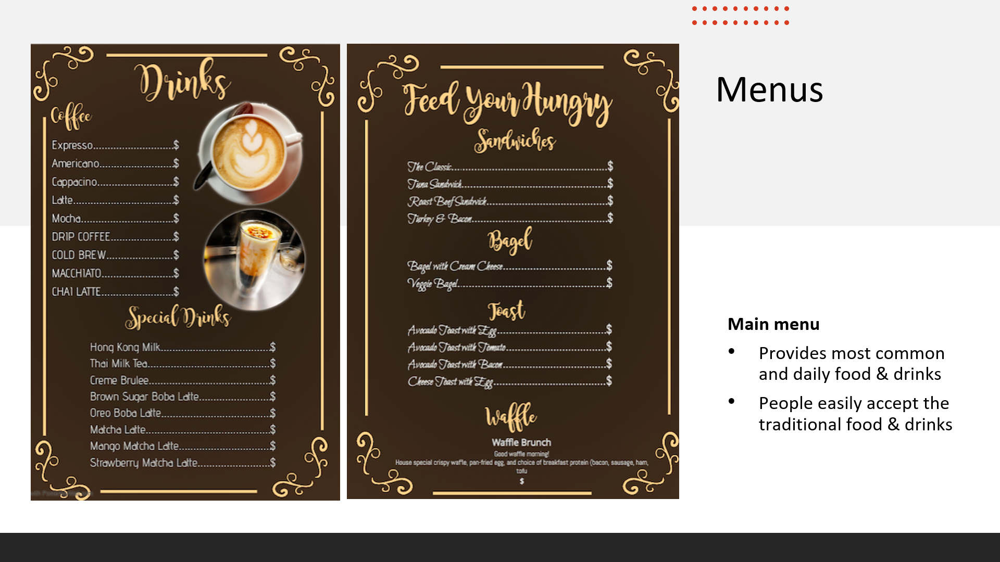 Drinks
Coffee
Expresso...........................$
Americano.........................$
Cappacino..........................$
Latte..................................$
Mocha...............................$
DRIP COFFEE.....................$
COLD BREW.......................$
MACCHIATO........................$
CHAI LATTE........................$
Special Drinks
Hong Kong Milk.....................................$
Thai Milk Tea.........................................$
Creme Brulee.........................................$
Brown Sugar Boba Latte........................$
Oreo Boba Latte.....................................$
Matcha Latte..........................................$
Mango Matcha Latte...............................$
Strawberry Matcha Latte.........................$
Feed Your Hungry
Sandwiches
The Classic.....................................................$
Tuna Sandwich.................................................$
Roast Beef Sandwich........................................$
Turkey & Bacon..............................................$
Bagel
Bagel with Cream Cheese...................................$
Veggie Bagel...................................................$
Toast
Avocado Toast with Egg.....................................$
Avocado Toast with Tomato..................................$
Avocado Toast with Bacon...................................$
Cheese Toast with Egg......................................$
Waffle
Waffle Brunch
Good waffle morning!
House special crispy waffle, pan-fried egg, and choice of breakfast protein (bacon, sausage, ham,
tofu
$
Menus
Main menu
• Provides most common
and daily food & drinks
• People easily accept the
traditional food & drinks